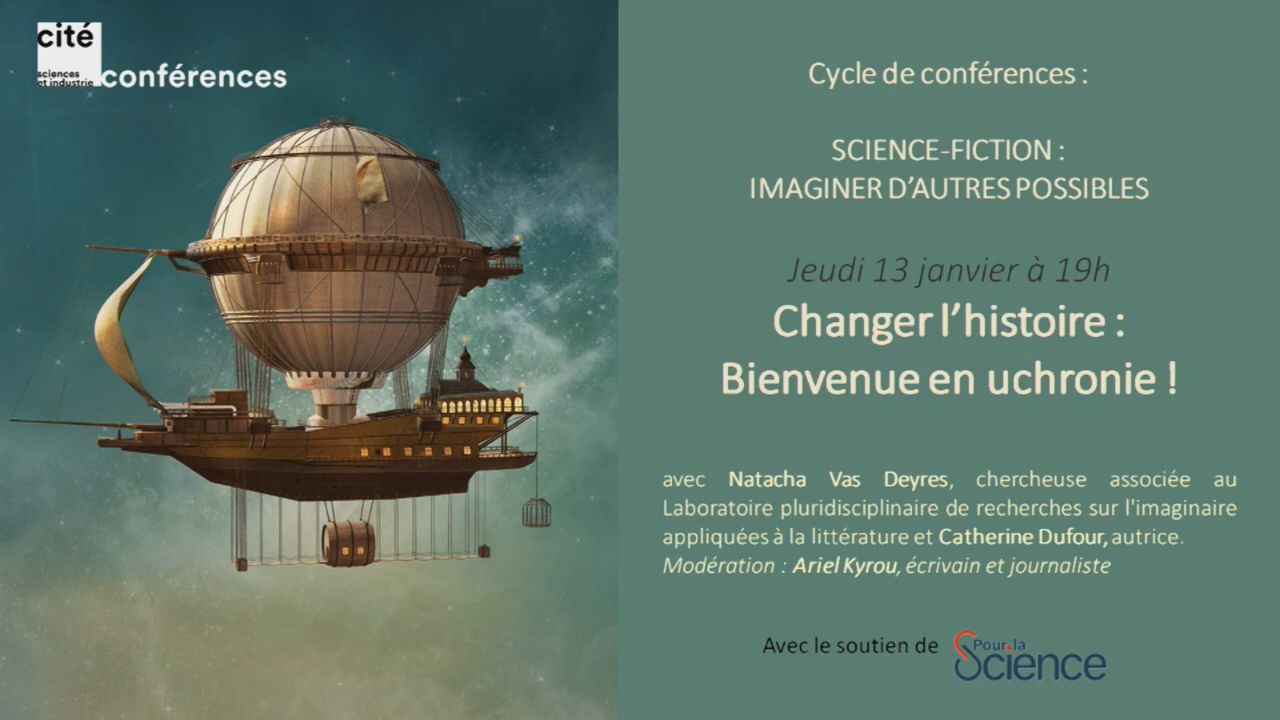 cité
sciences
et industrie
conférences
Cycle de conférences :
SCIENCE-FICTION :
IMAGINER D’AUTRES POSSIBLES
Jeudi 13 janvier à 19h
Changer l’histoire :
Bienvenue en uchronie !
avec Natacha Vas Deyres, chercheuse associée au
Laboratoire pluridisciplinaire de recherches sur l'imaginaire
appliquées à la littérature et Catherine Dufour, autrice.
Modération : Ariel Kyrou, écrivain et journaliste
Avec le soutien de
Pour la
Science